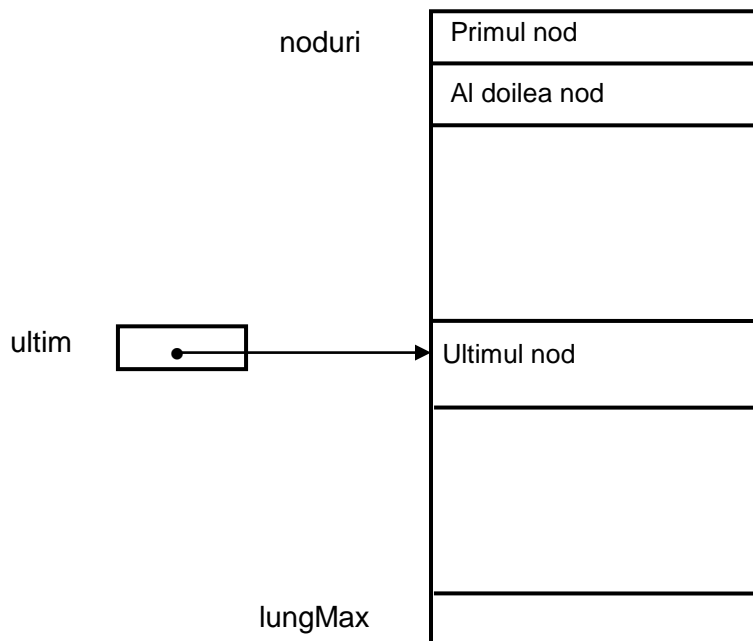 noduri
Primul nod
Al doilea nod
ultim
Ultimul nod
lungMax